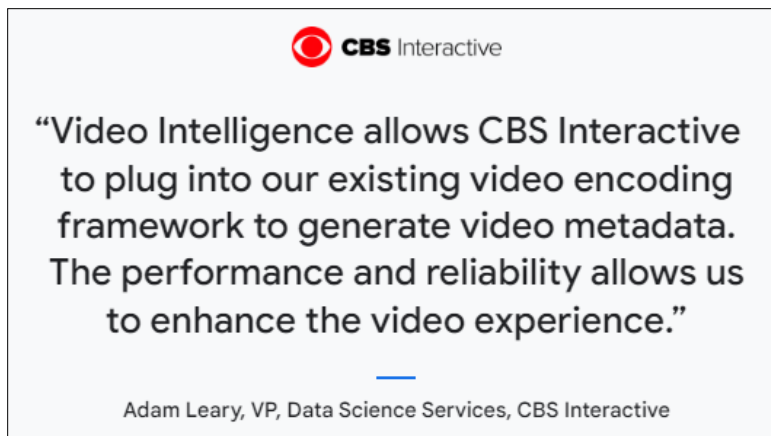 CBS Interactive
“Video Intelligence allows CBS Interactive
to plug into our existing video encoding
framework to generate video metadata.
The performance and reliability allows us
to enhance the video experience.”
Adam Leary, VP, Data Science Services, CBS Interactive